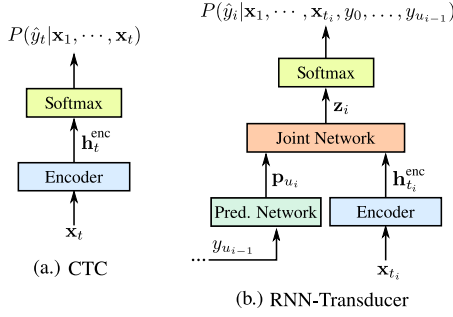 P(ŷ_t|x_1, ⋯, x_t)
Softmax
h_t^enc
Encoder
x_t
(a.) CTC
P(ŷ_i|x_1, ⋯, x_{t_i}, y_0, …, y_{u_{i−1}})
Softmax
z_i
Joint Network
p_{u_i}
h_{t_i}^enc
Pred. Network
Encoder
y_{u_{i−1}}
...
x_{t_i}
(b.) RNN-Transducer